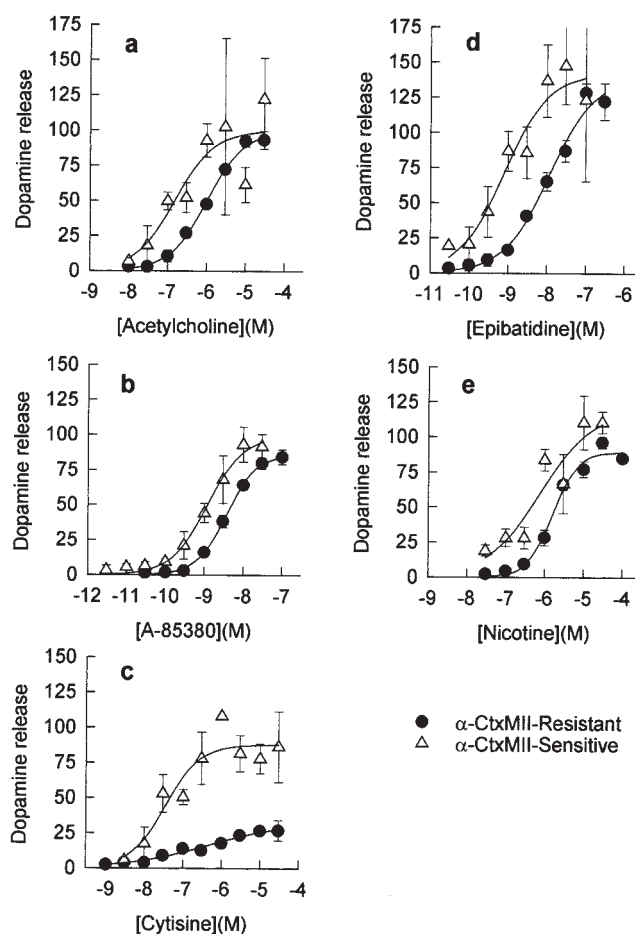 a
Dopamine release
150
125
100
75
50
25
0
-9 -8 -7 -6 -5 -4
[Acetylcholine](M)
d
Dopamine release
150
125
100
75
50
25
0
-11 -10 -9 -8 -7 -6
[Epibatidine](M)
b
Dopamine release
150
100
75
50
25
0
-12 -11 -10 -9 -8 -7
[A-85380](M)
e
Dopamine release
150
100
75
50
25
0
-9 -8 -7 -6 -5 -4
[Nicotine](M)
c
Dopamine release
150
125
100
75
50
25
0
-9 -8 -7 -6 -5 -4
[Cytisine](M)
α-CtxMII-Resistant
α-CtxMII-Sensitive